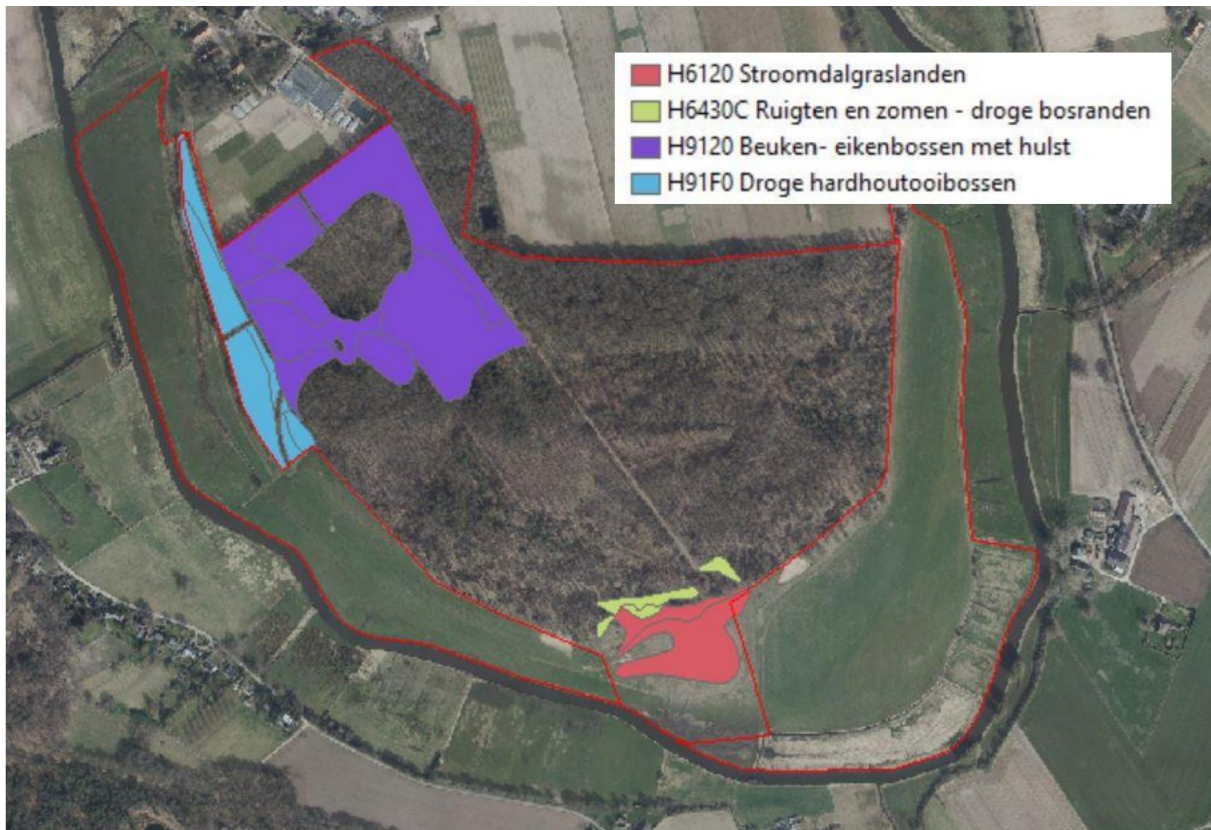 H6120 Stroomdalgraslanden
H6430C Ruigten en zomen - droge bosranden
H9120 Beuken- eikenbossen met hulst
H91F0 Droge hardhoutooibossen